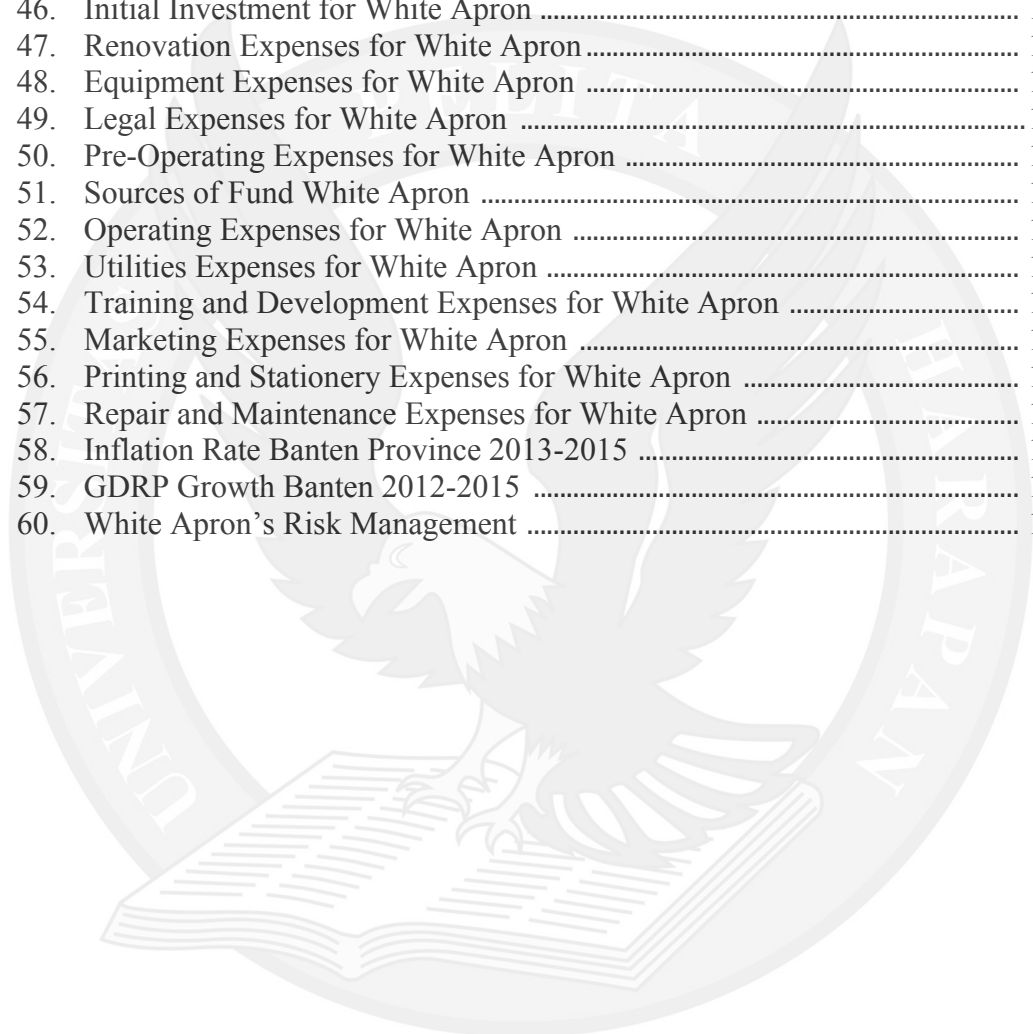 46. Initial Investment for White Apron ....................
47. Renovation Expenses for White Apron ....................
48. Equipment Expenses for White Apron ....................
49. Legal Expenses for White Apron ....................
50. Pre-Operating Expenses for White Apron ....................
51. Sources of Fund White Apron ....................
52. Operating Expenses for White Apron ....................
53. Utilities Expenses for White Apron ....................
54. Training and Development Expenses for White Apron ....................
55. Marketing Expenses for White Apron ....................
56. Printing and Stationery Expenses for White Apron ....................
57. Repair and Maintenance Expenses for White Apron ....................
58. Inflation Rate Banten Province 2013-2015 ....................
59. GDRP Growth Banten 2012-2015 ....................
60. White Apron’s Risk Management ....................
UNIVERSITAS PELITA HARAPAN